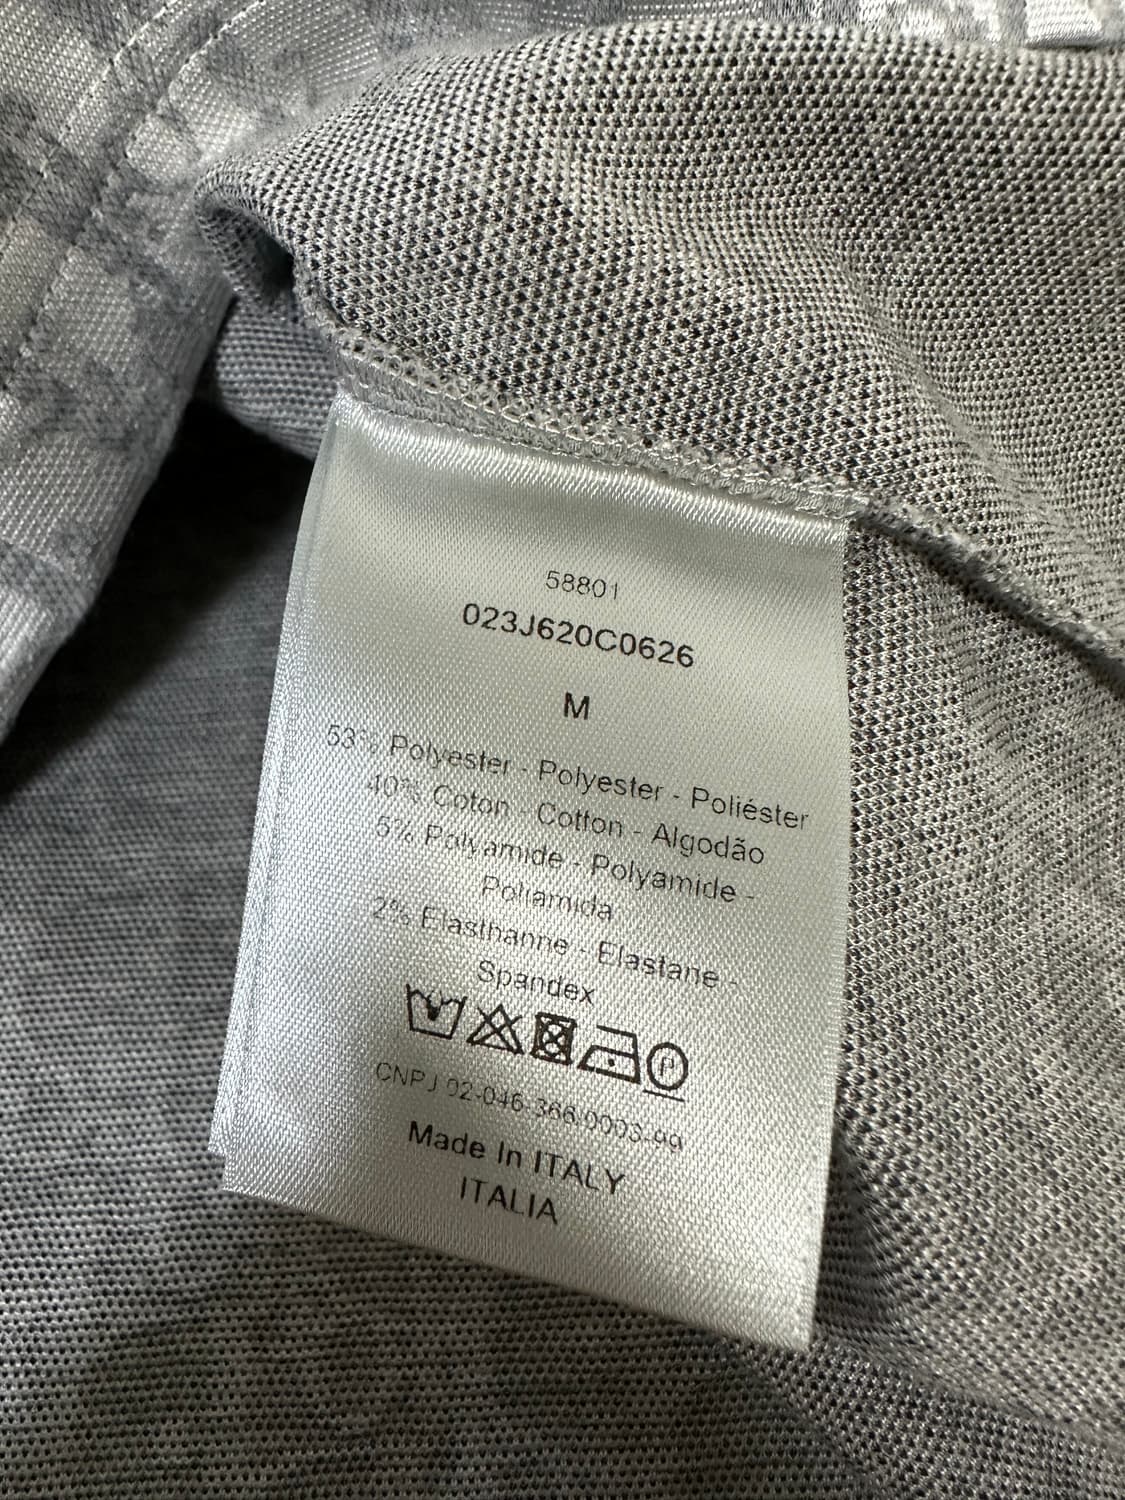 58801
023J620C0626
M
53% Polyester - Polyester - Poliéster
40% Coton - Cotton - Algodão
5% Polyamide - Polyamide -
Poliamida
2% Elasthanne - Elastane -
Spandex
P
CNPJ 02-046-366/0003-99
Made In ITALY
ITALIA